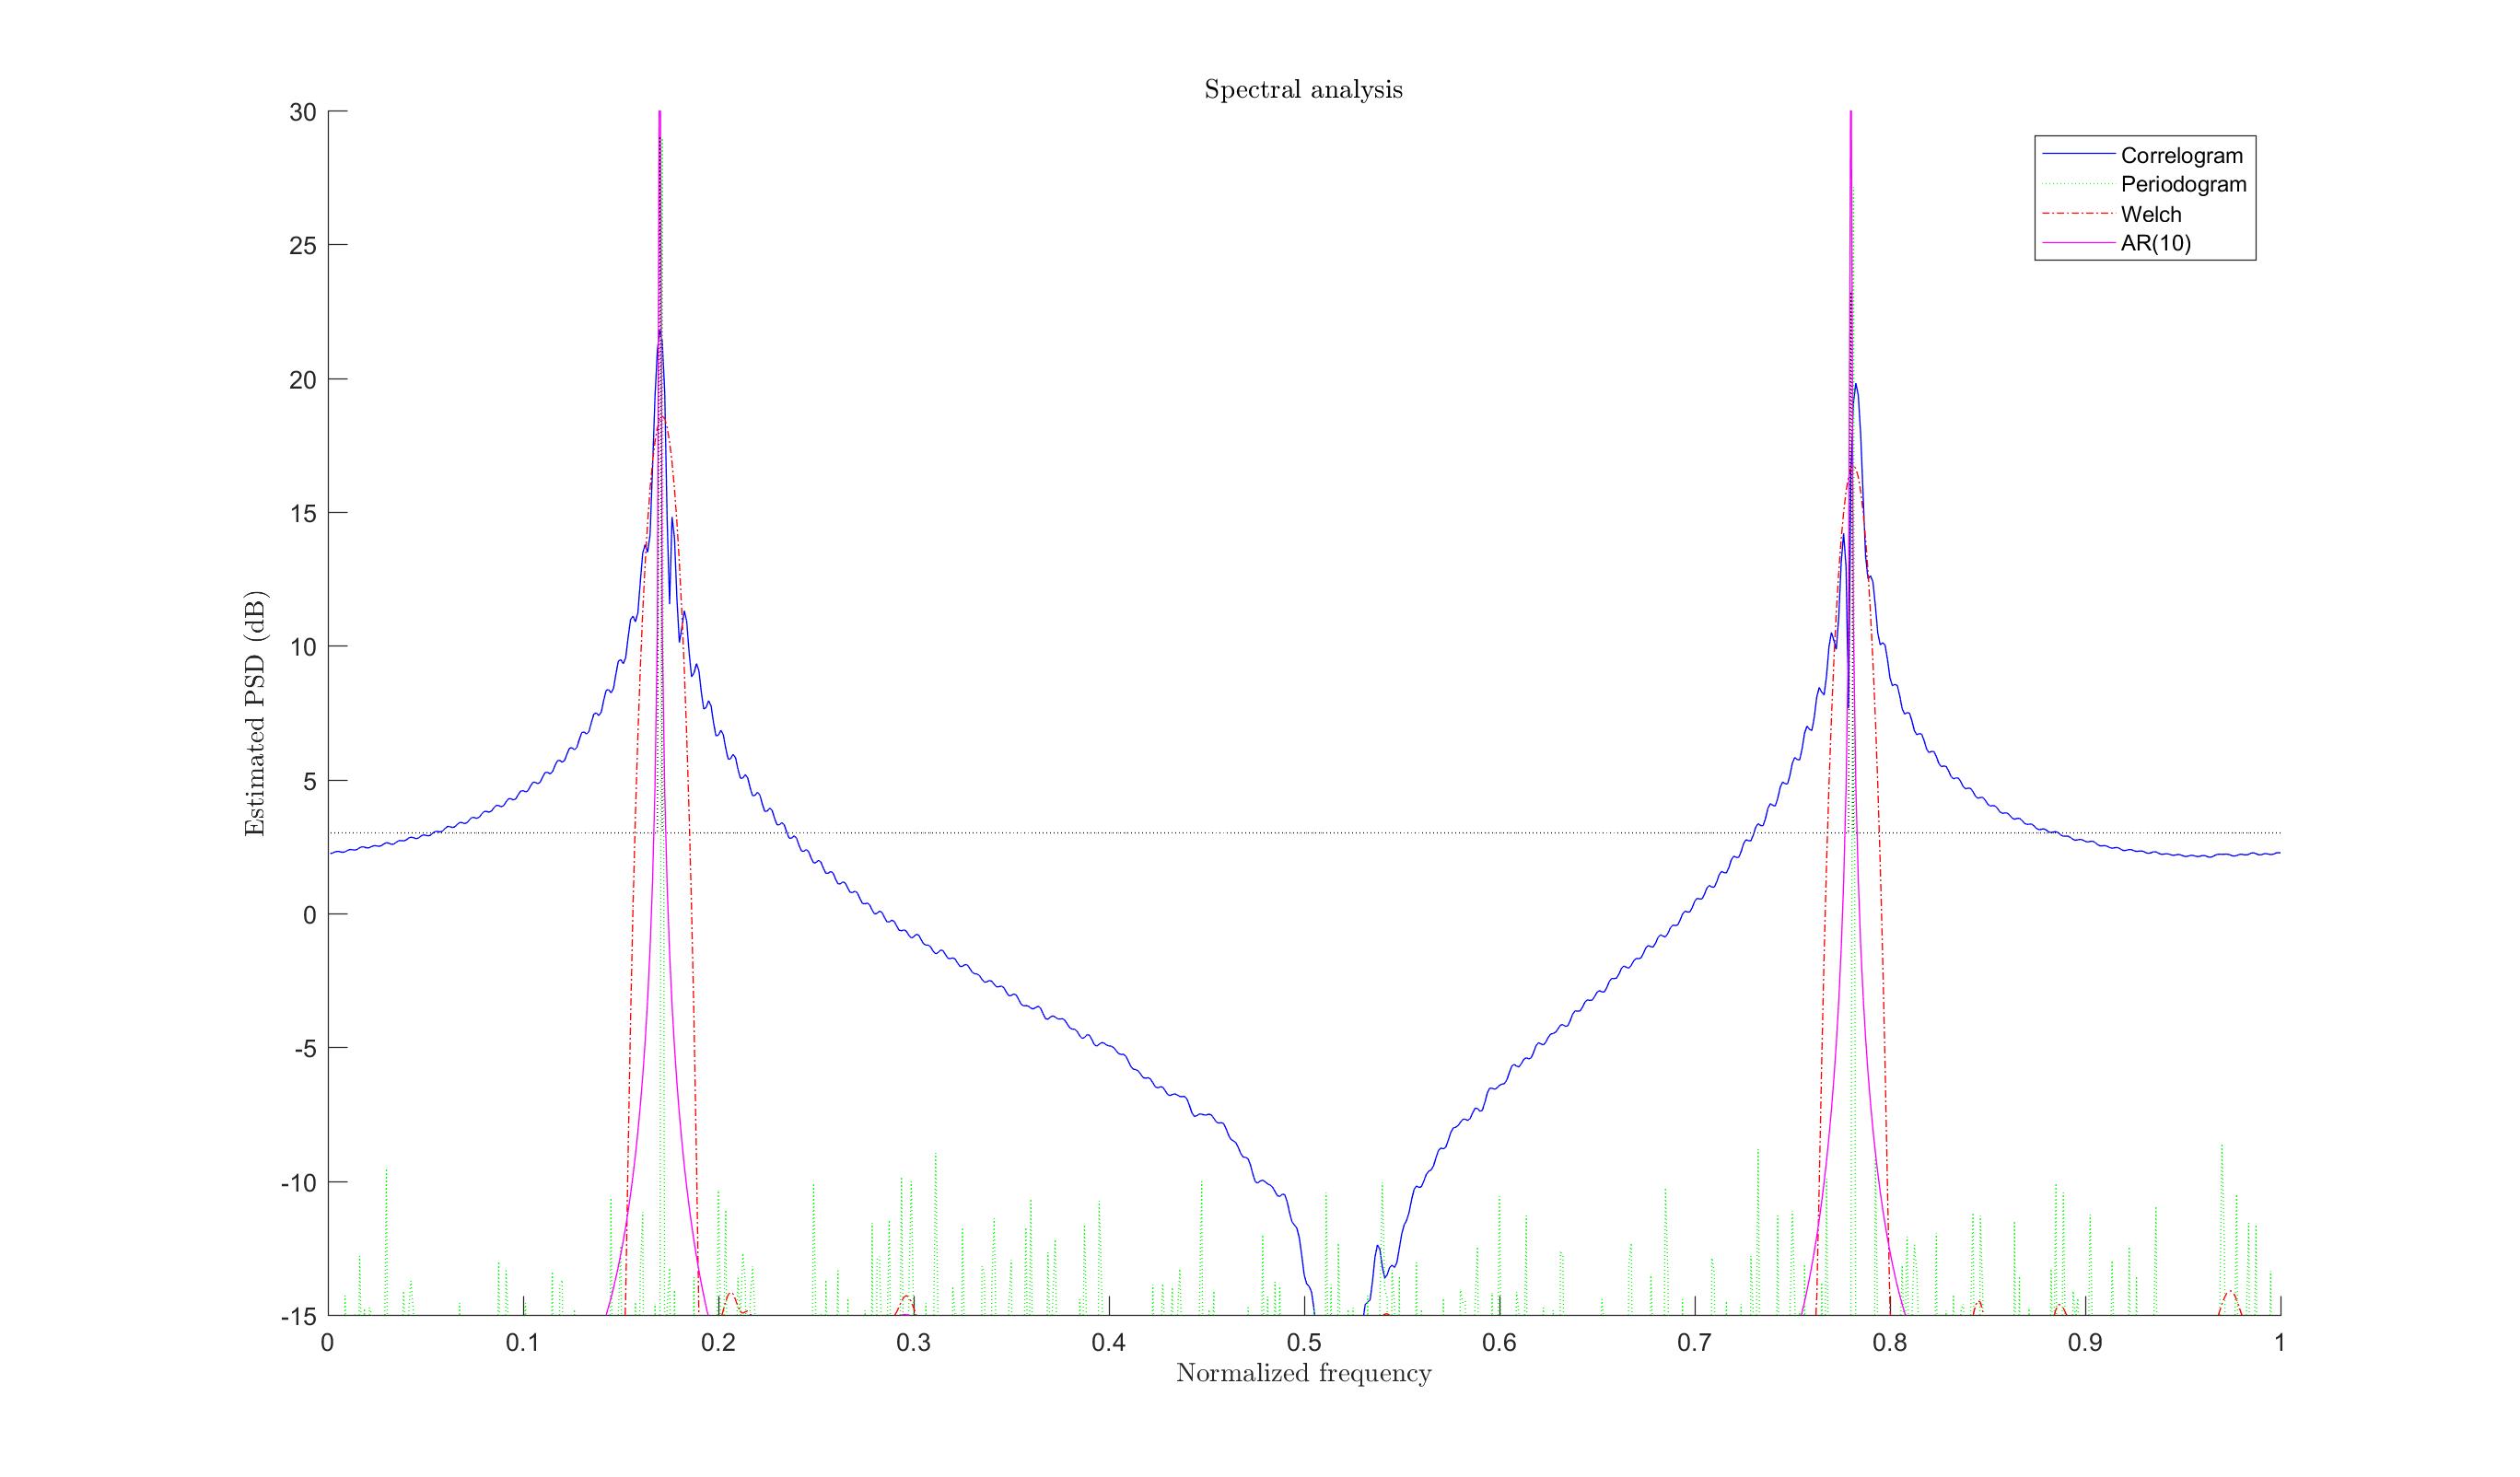 Spectral analysis
30
25
20
15
10
5
0
-5
-10
-15
Estimated PSD (dB)
Correlogram
Periodogram
Welch
AR(10)
0 0.1 0.2 0.3 0.4 0.5 0.6 0.7 0.8 0.9 1
Normalized frequency